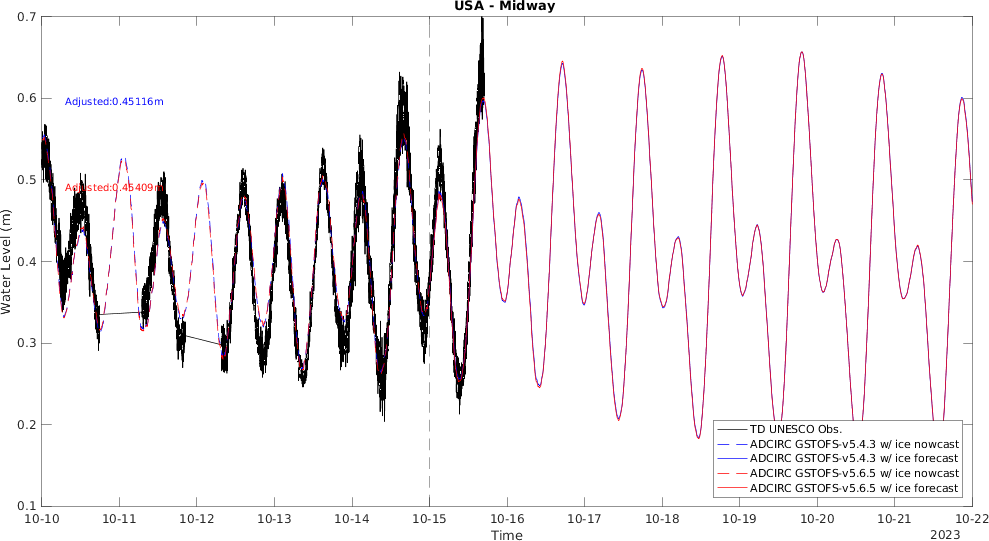 USA - Midway
0.7
0.6
0.5
0.4
0.3
0.2
0.1
Water Level (m)
Adjusted:0.45116m
Adjusted:0.45409m
TD UNESCO Obs.
ADCIRC GSTOFS-v5.4.3 w/ ice nowcast
ADCIRC GSTOFS-v5.4.3 w/ ice forecast
ADCIRC GSTOFS-v5.6.5 w/ ice nowcast
ADCIRC GSTOFS-v5.6.5 w/ ice forecast
10-10 10-11 10-12 10-13 10-14 10-15 10-16 10-17 10-18 10-19 10-20 10-21 10-22
Time
2023